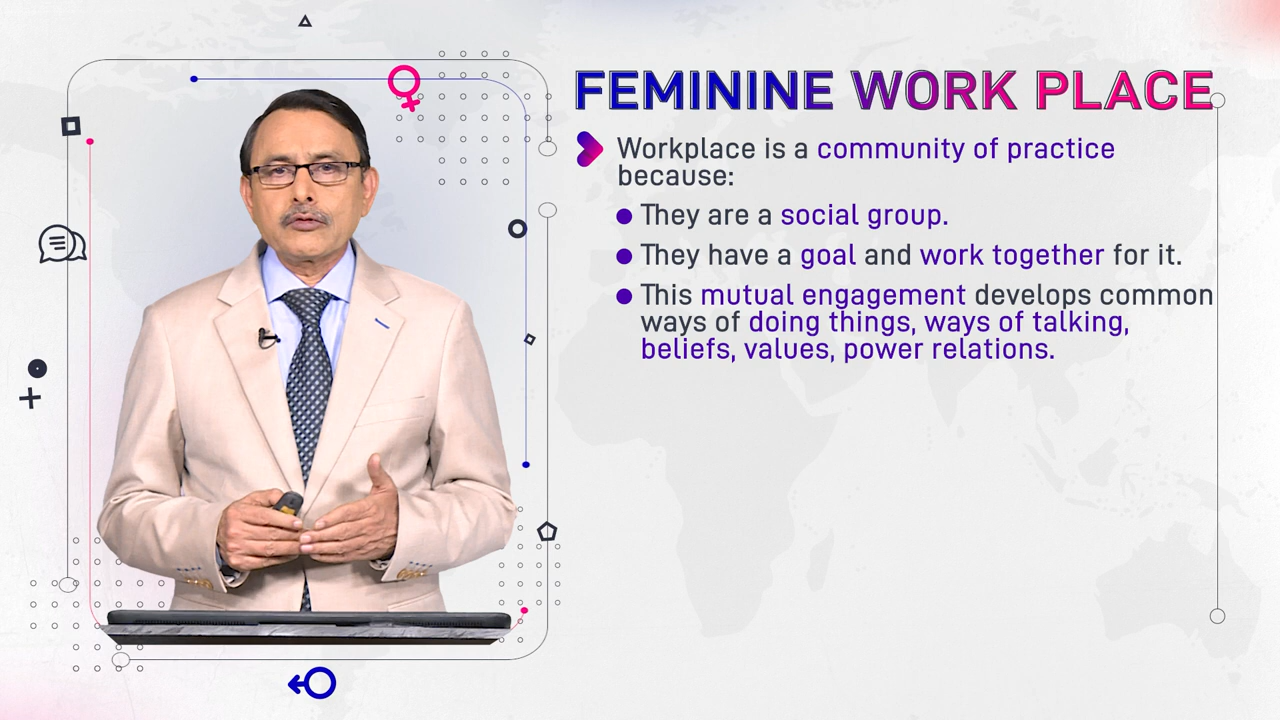 FEMININE WORK PLACE
Workplace is a community of practice
because:
They are a social group.
They have a goal and work together for it.
This mutual engagement develops common
ways of doing things, ways of talking,
beliefs, values, power relations.